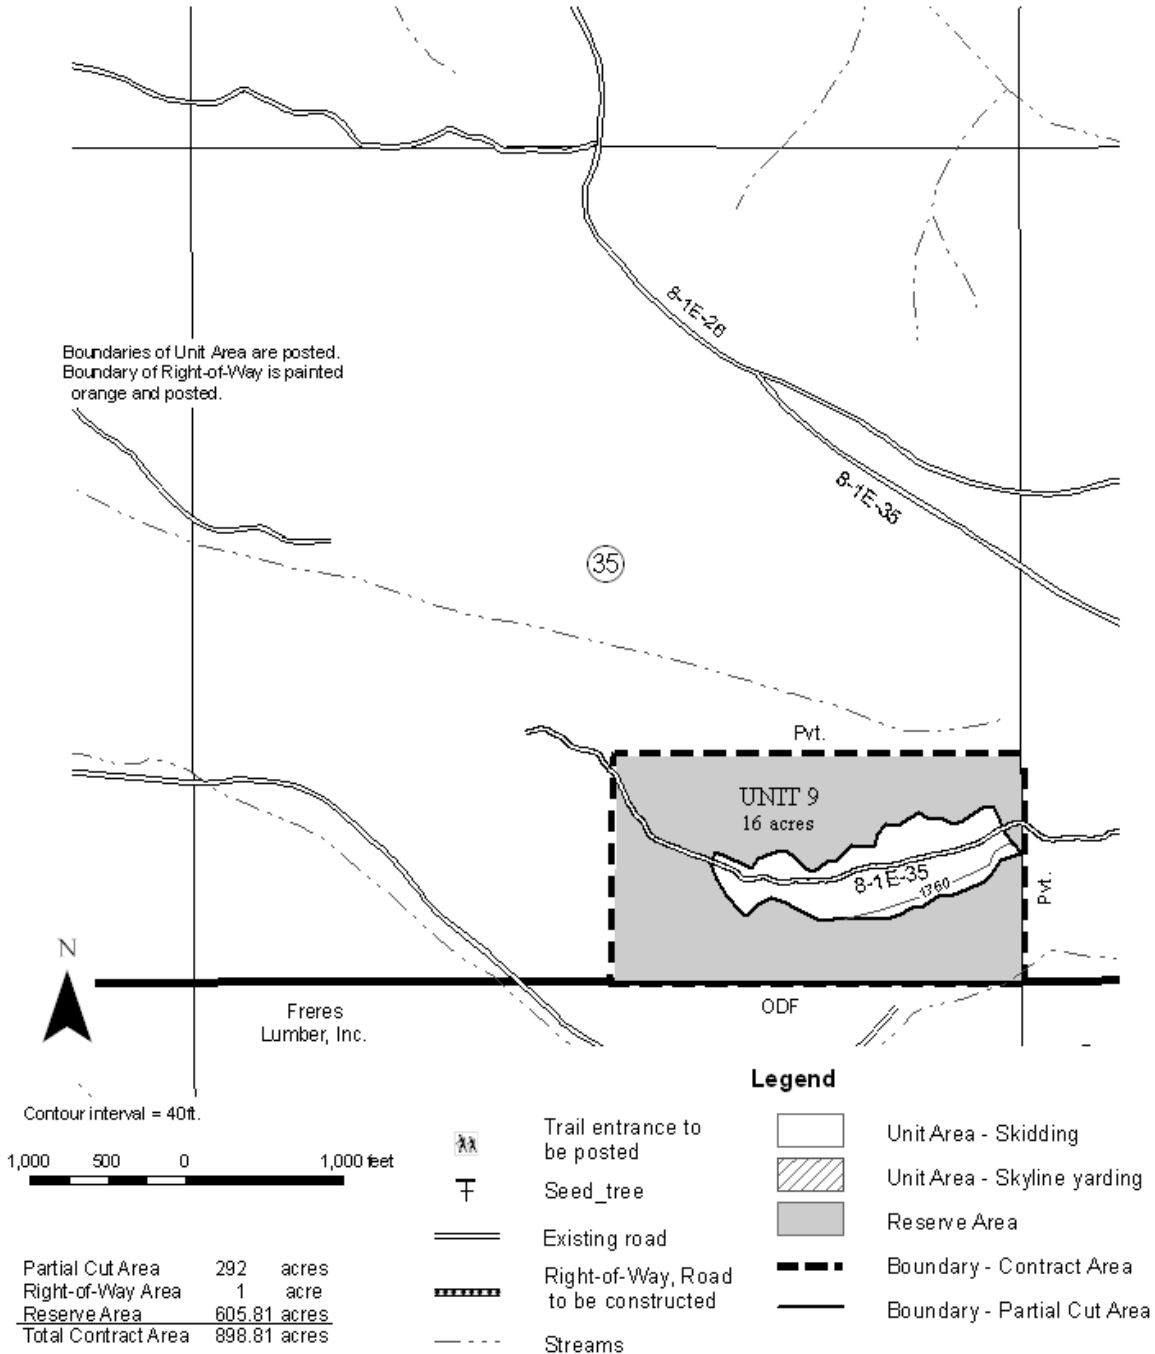 8-1E-26
Boundaries of Unit Area are posted.
Boundary of Right-of-Way is painted
orange and posted.
8-1E-35
35
Pvt.
UNIT 9
16 acres
8-1E-35
1760
Pvt.
N
ODF
Freres
Lumber, Inc.
Contour interval = 40ft.
1,000 500 0 1,000 feet
Partial Cut Area 292 acres
Right-of-Way Area 1 acre
Reserve Area 605.81 acres
Total Contract Area 898.81 acres
Trail entrance to
be posted
Seed_tree
Existing road
Right-of-Way, Road
to be constructed
Streams
Legend
Unit Area - Skidding
Unit Area - Skyline yarding
Reserve Area
Boundary - Contract Area
Boundary - Partial Cut Area